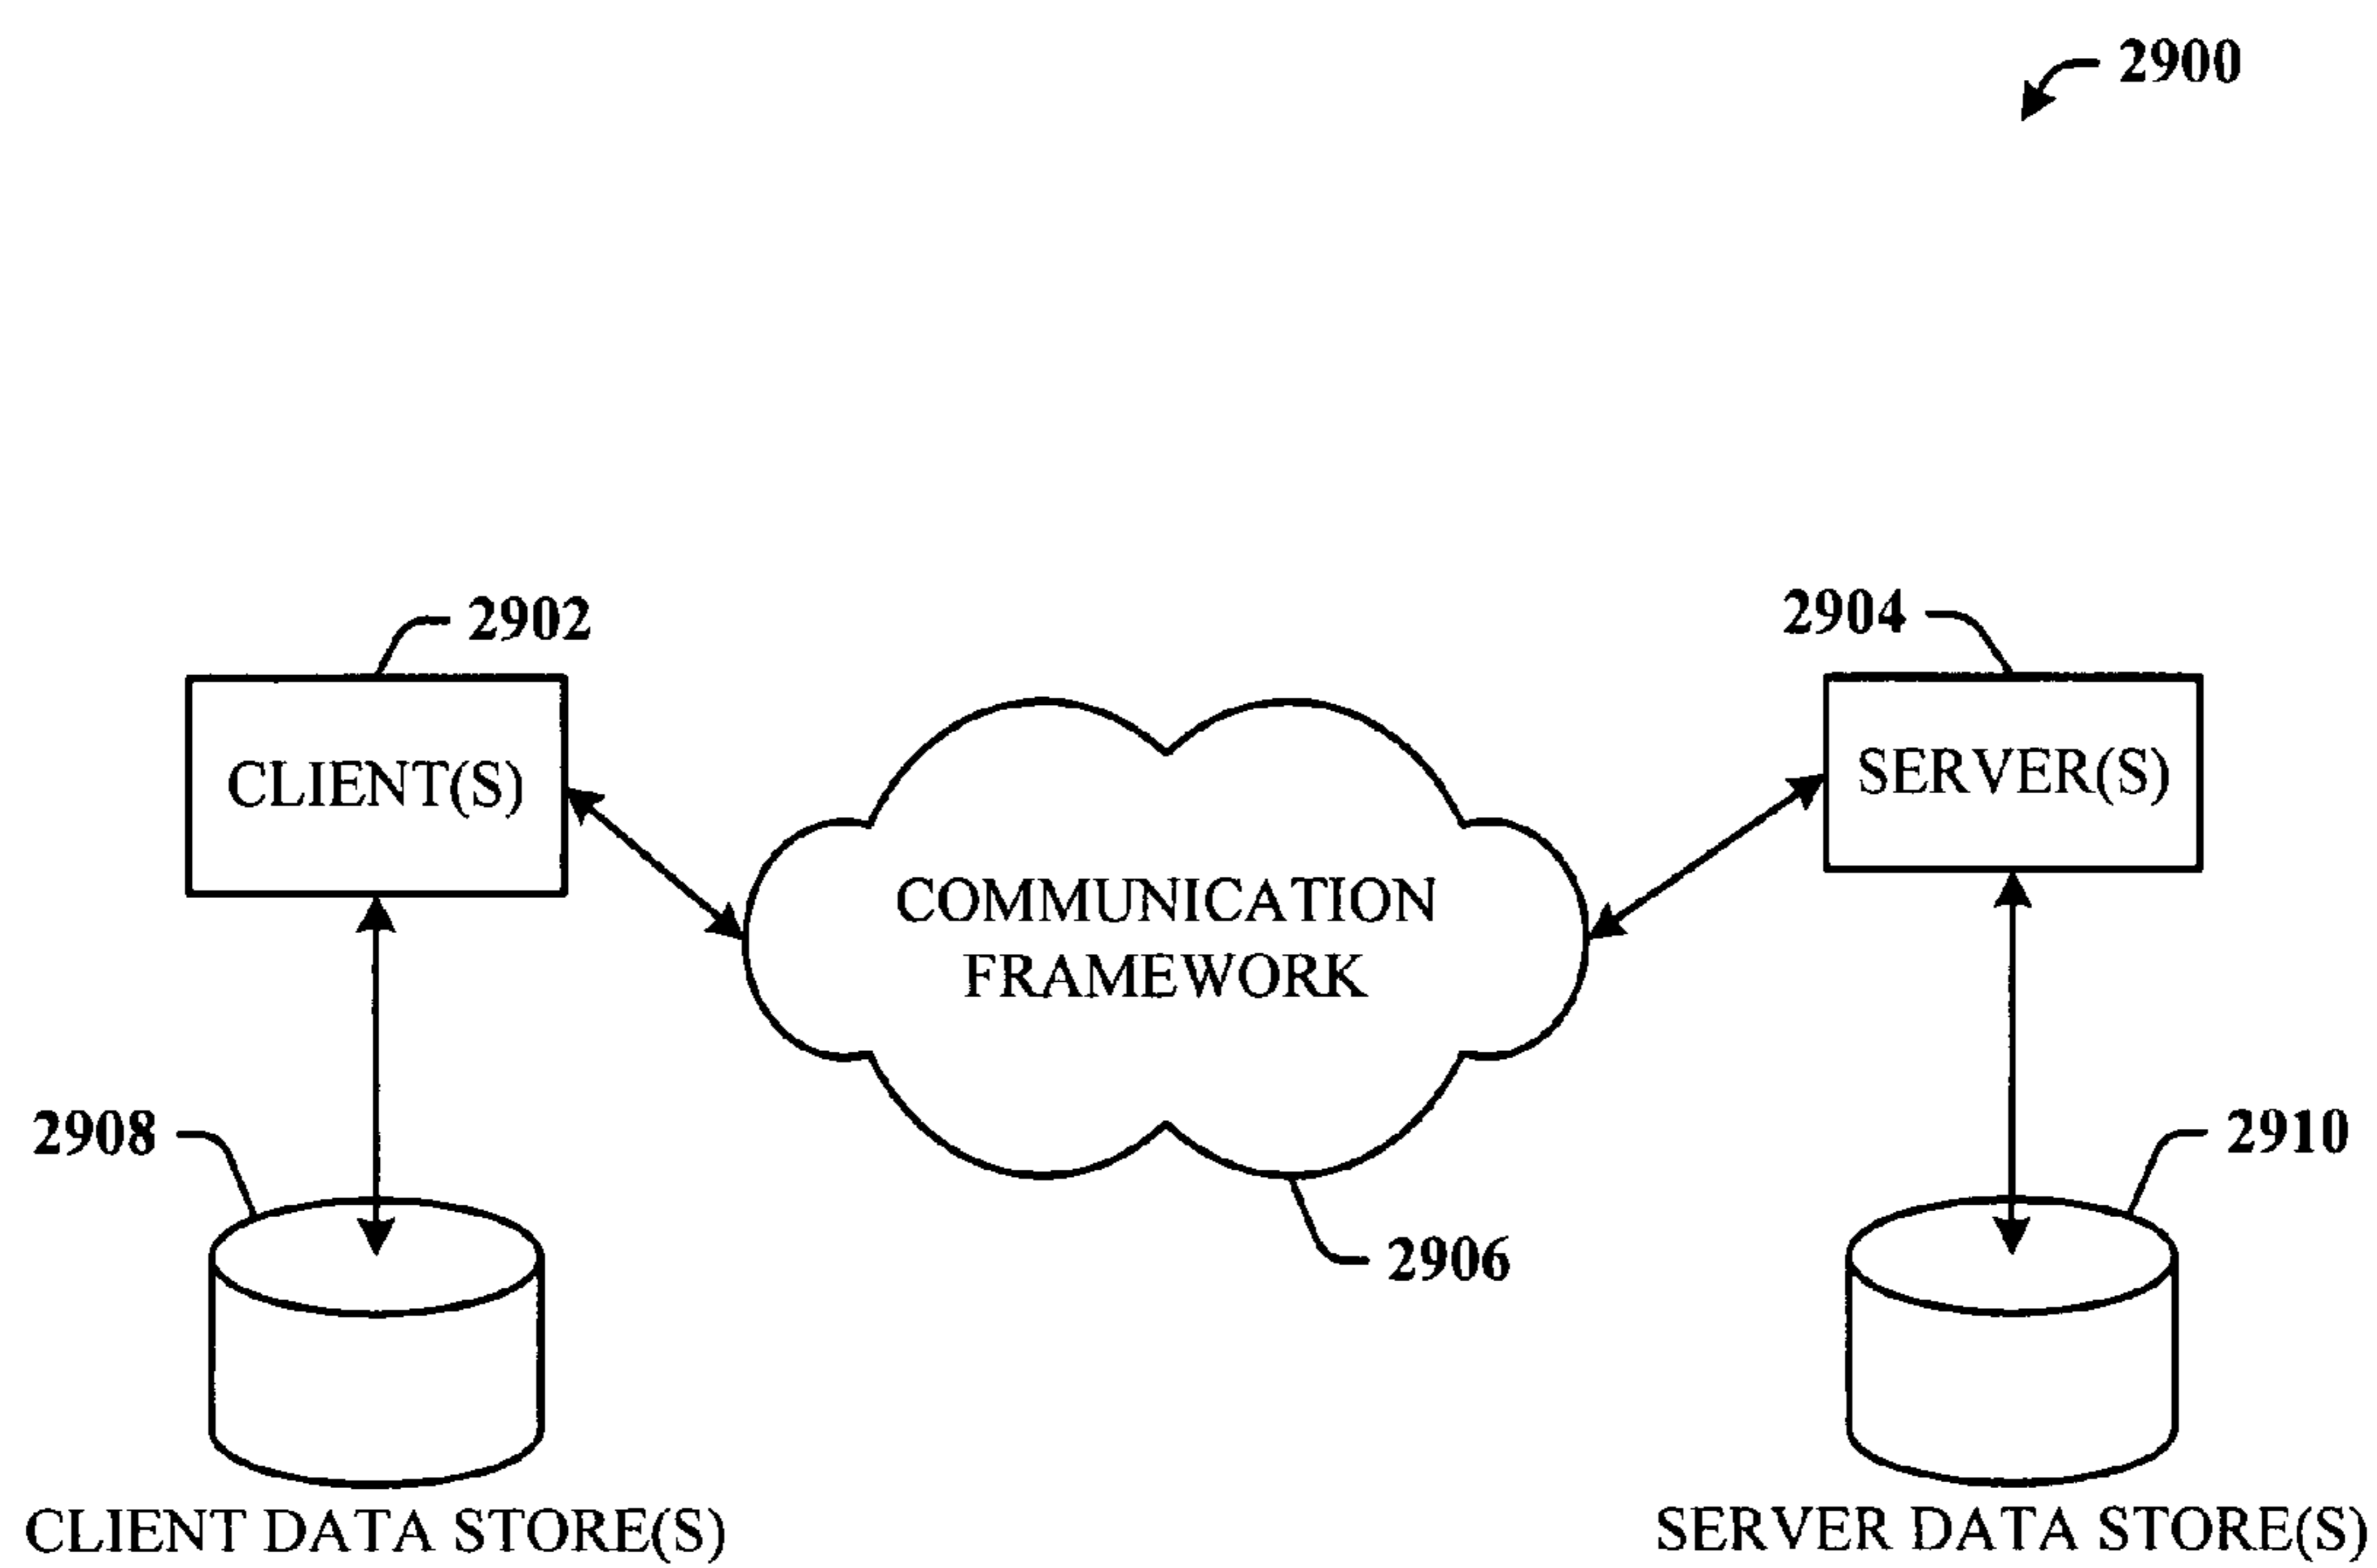 2900
2902
2904
CLIENT(S)
SERVER(S)
COMMUNICATION
FRAMEWORK
2908
2910
2906
CLIENT DATA STORE(S)
SERVER DATA STORE(S)